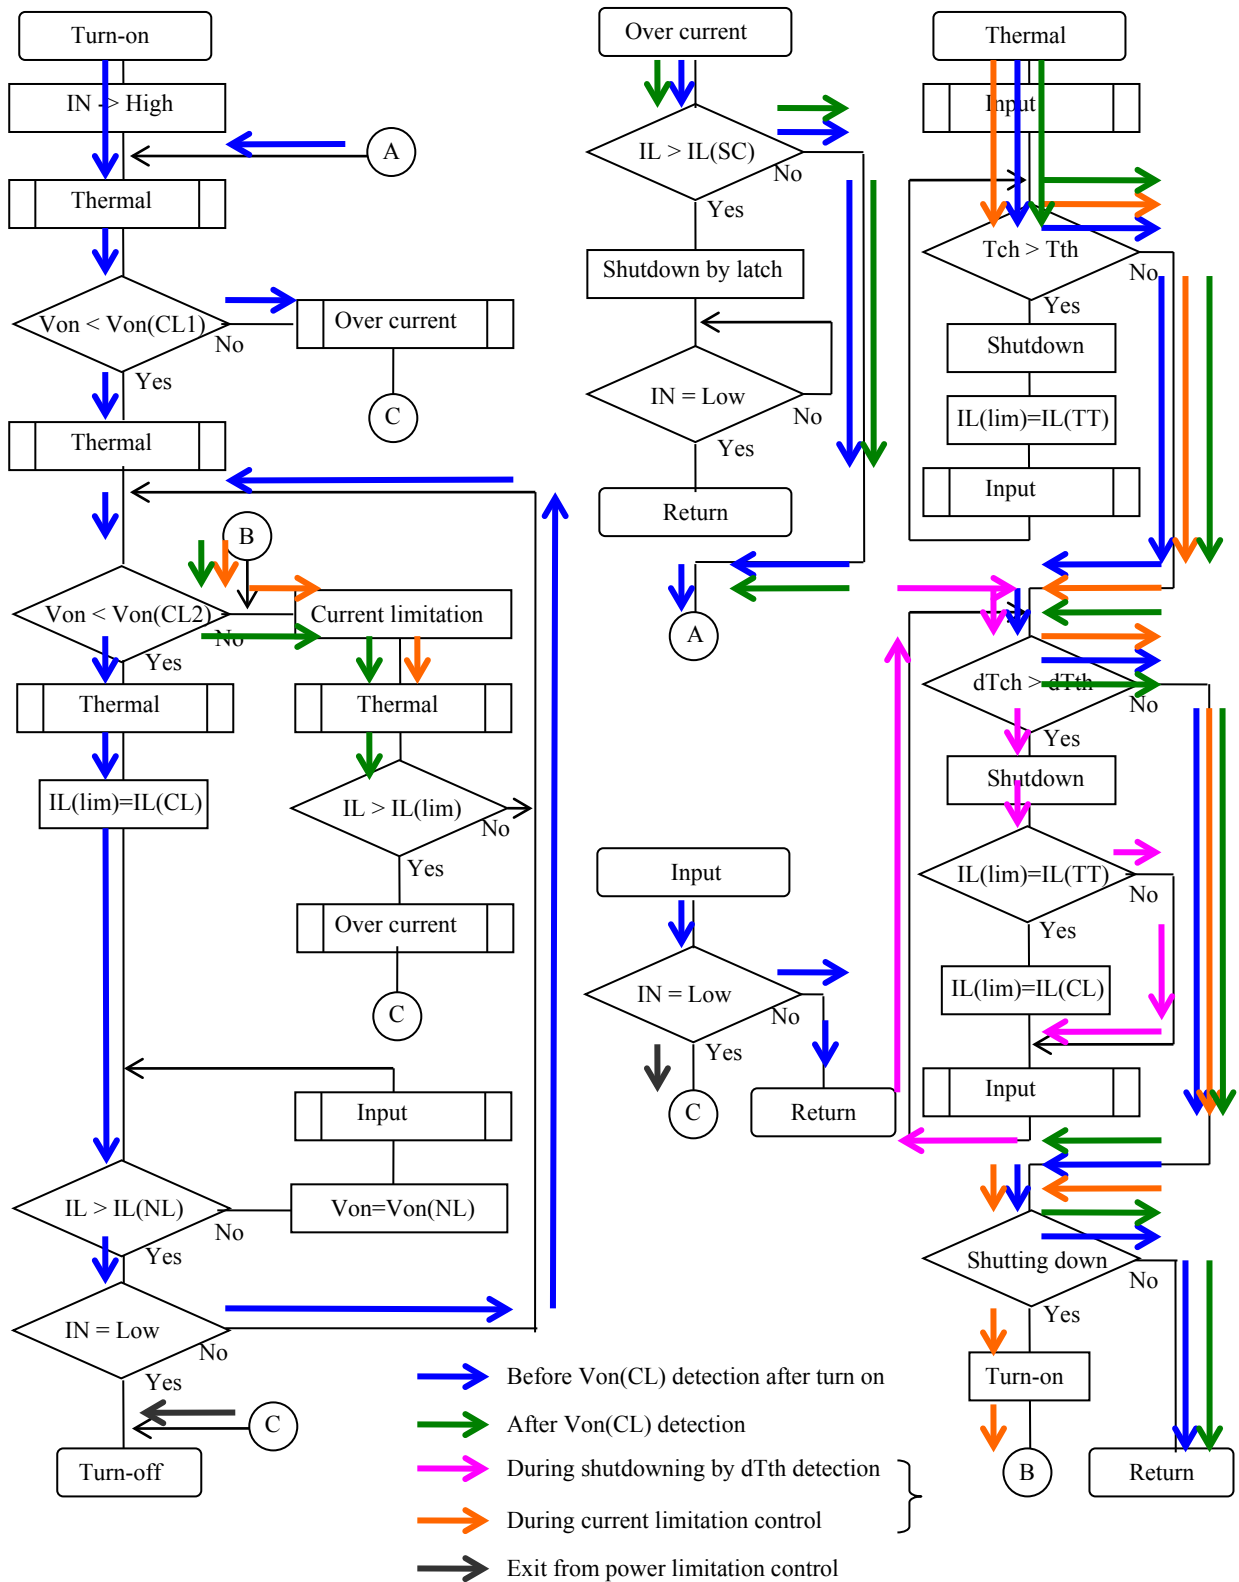 Turn-on
IN -> High
A
Thermal
Von < Von(CL1)
No
Yes
Over current
C
Thermal
B
Von < Von(CL2)
No
Yes
Current limitation
Thermal
Thermal
IL(lim)=IL(CL)
IL > IL(lim)
No
Yes
Over current
C
Input
Von=Von(NL)
IL > IL(NL)
No
Yes
IN = Low
No
Yes
C
Turn-off
Over current
IL > IL(SC)
No
Yes
Shutdown by latch
IN = Low
No
Yes
Return
A
Input
IN = Low
No
Yes
C
Return
Thermal
Input
Tch > Tth
No
Yes
Shutdown
IL(lim)=IL(TT)
Input
dTch > dTth
No
Yes
Shutdown
IL(lim)=IL(TT)
No
Yes
IL(lim)=IL(CL)
Input
Shutting down
No
Yes
Turn-on
B
Return
Before Von(CL) detection after turn on
After Von(CL) detection
During shutdowning by dTth detection
During current limitation control
Exit from power limitation control